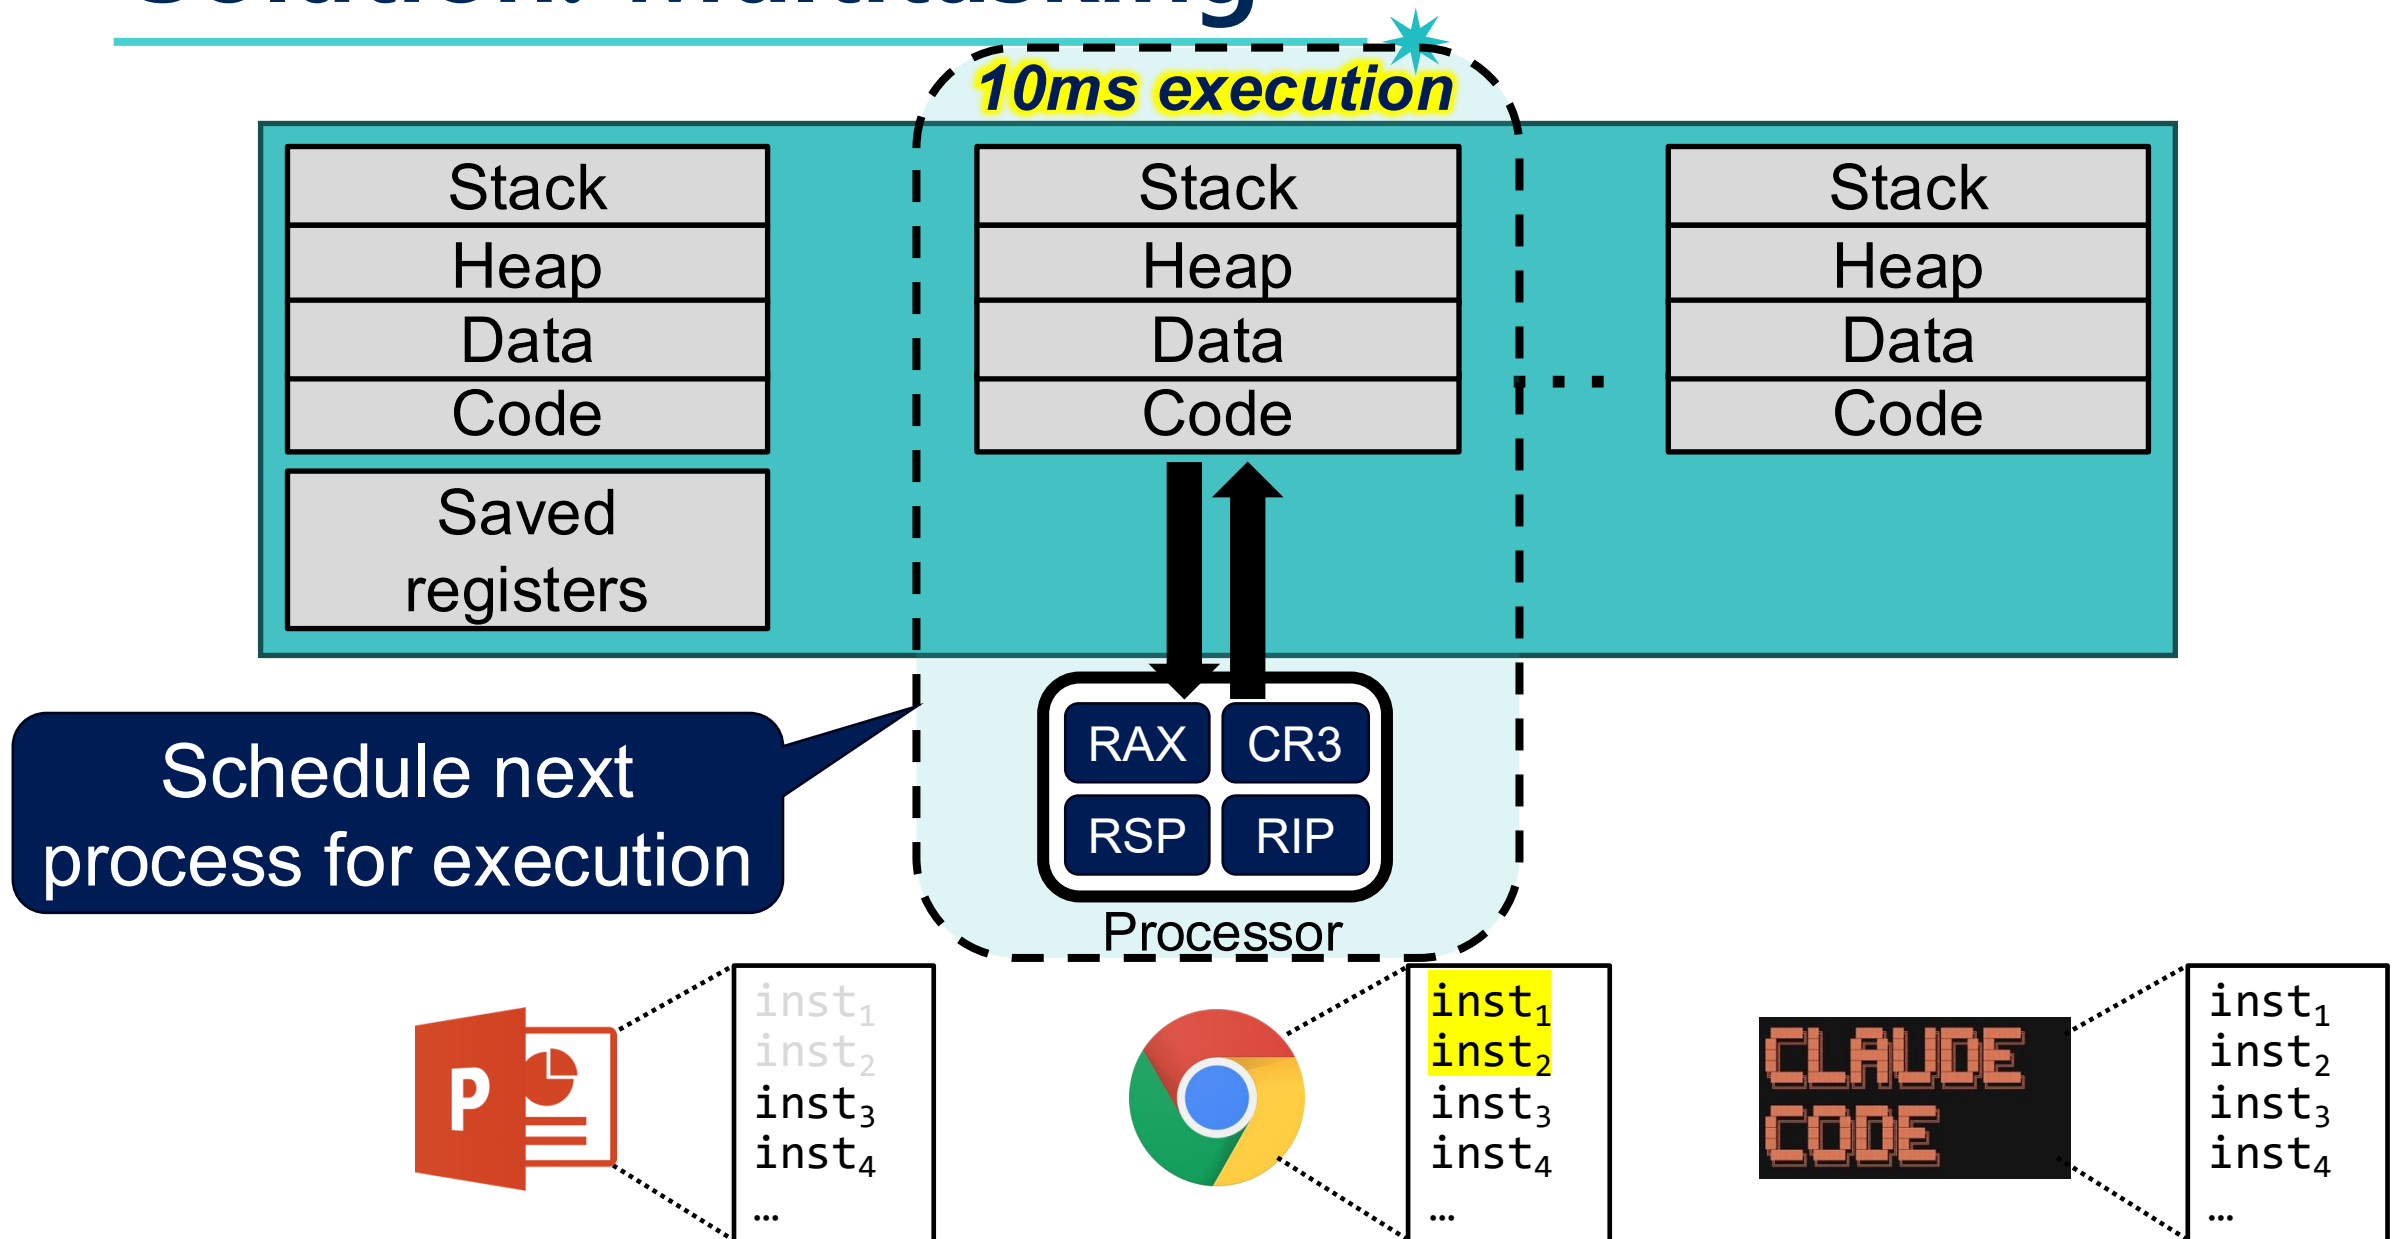 Solution: Multitasking
10ms execution
Stack
Heap
Data
Code
Saved
registers
Stack
Heap
Data
Code
...
Stack
Heap
Data
Code
RAX CR3
RSP RIP
Processor
Schedule next
process for execution
P
inst1
inst2
inst3
inst4
...
inst1
inst2
inst3
inst4
...
CLAUDE
CODE
inst1
inst2
inst3
inst4
...